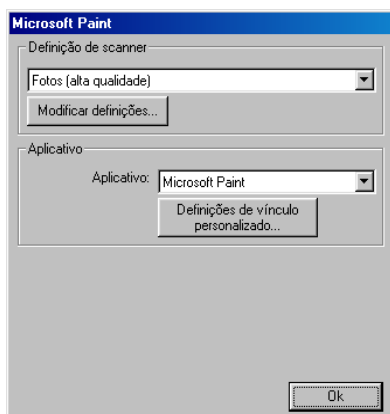 Microsoft Paint
Definição de scanner
Fotos (alta qualidade)
Modificar definições...
Aplicativo
Aplicativo: Microsoft Paint
Definições de vínculo
personalizado...
Ok